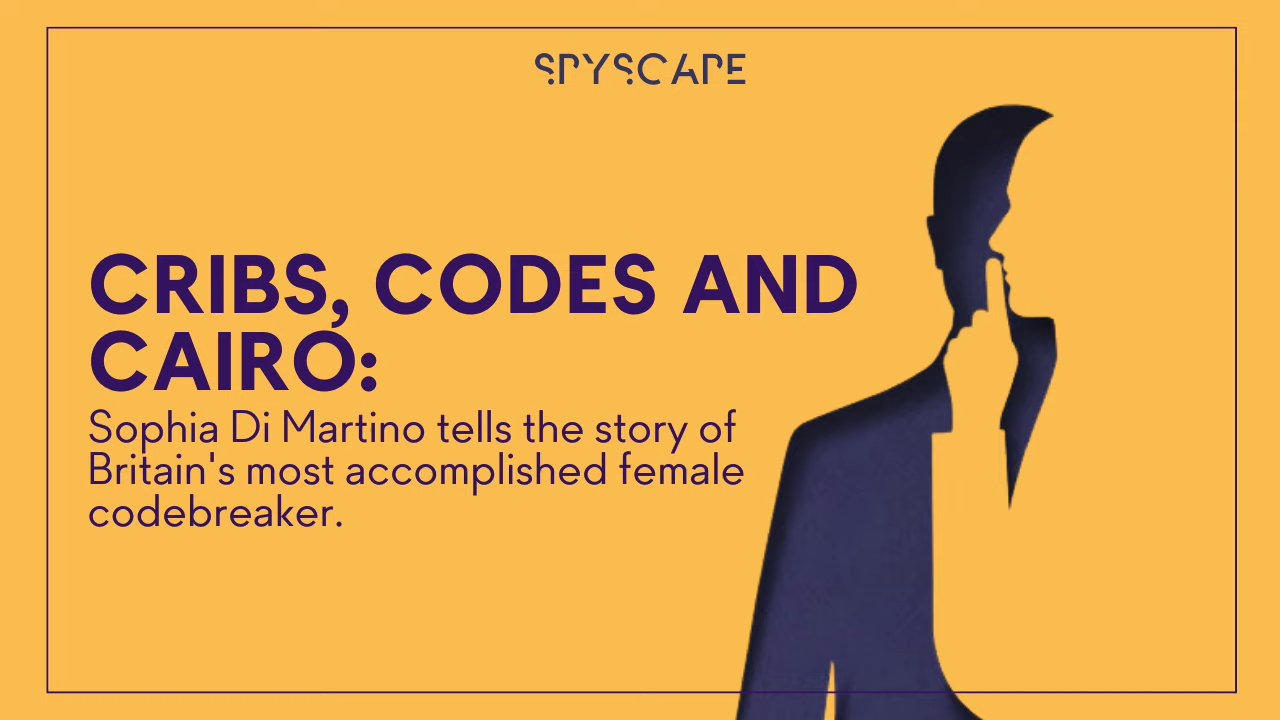 SPYSCAPE
CRIBS, CODES AND
CAIRO:
Sophia Di Martino tells the story of
Britain's most accomplished female
codebreaker.